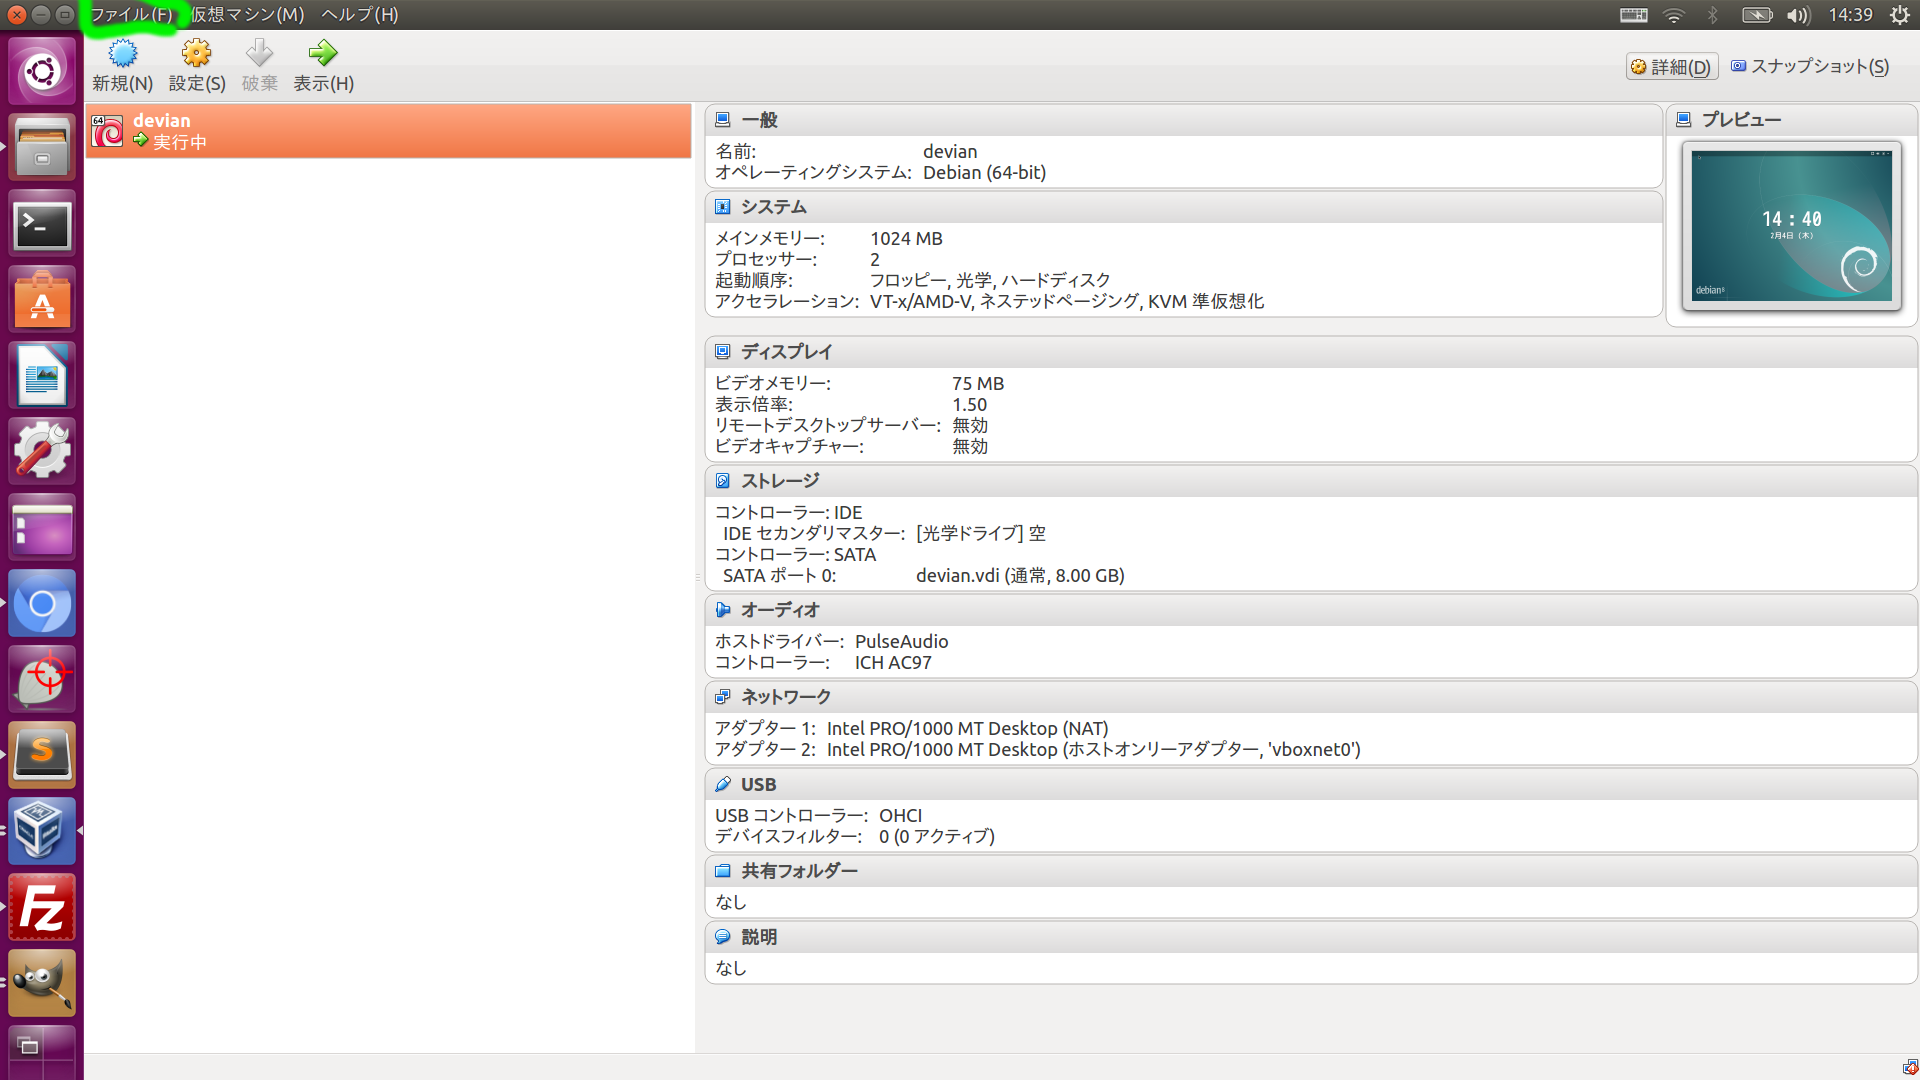 ファイル(F) 仮想マシン(M) ヘルプ(H)
14:39
新規(N) 設定(S) 破棄 表示(H)
詳細(D) スナップショット(S)
64
devian
実行中
一般
名前: devian
オペレーティングシステム: Debian (64-bit)
プレビュー
14:40
2月4日 (木)
debian8
システム
メインメモリー: 1024 MB
プロセッサー: 2
起動順序: フロッピー, 光学, ハードディスク
アクセラレーション: VT-x/AMD-V, ネステッドページング, KVM 準仮想化
ディスプレイ
ビデオメモリー: 75 MB
表示倍率: 1.50
リモートデスクトップサーバー: 無効
ビデオキャプチャー: 無効
ストレージ
コントローラー: IDE
IDE セカンダリマスター: [光学ドライブ] 空
コントローラー: SATA
SATA ポート 0: devian.vdi (通常, 8.00 GB)
オーディオ
ホストドライバー: PulseAudio
コントローラー: ICH AC97
ネットワーク
アダプター 1: Intel PRO/1000 MT Desktop (NAT)
アダプター 2: Intel PRO/1000 MT Desktop (ホストオンリーアダプター, 'vboxnet0')
USB
USB コントローラー: OHCI
デバイスフィルター: 0 (0 アクティブ)
共有フォルダー
なし
説明
なし